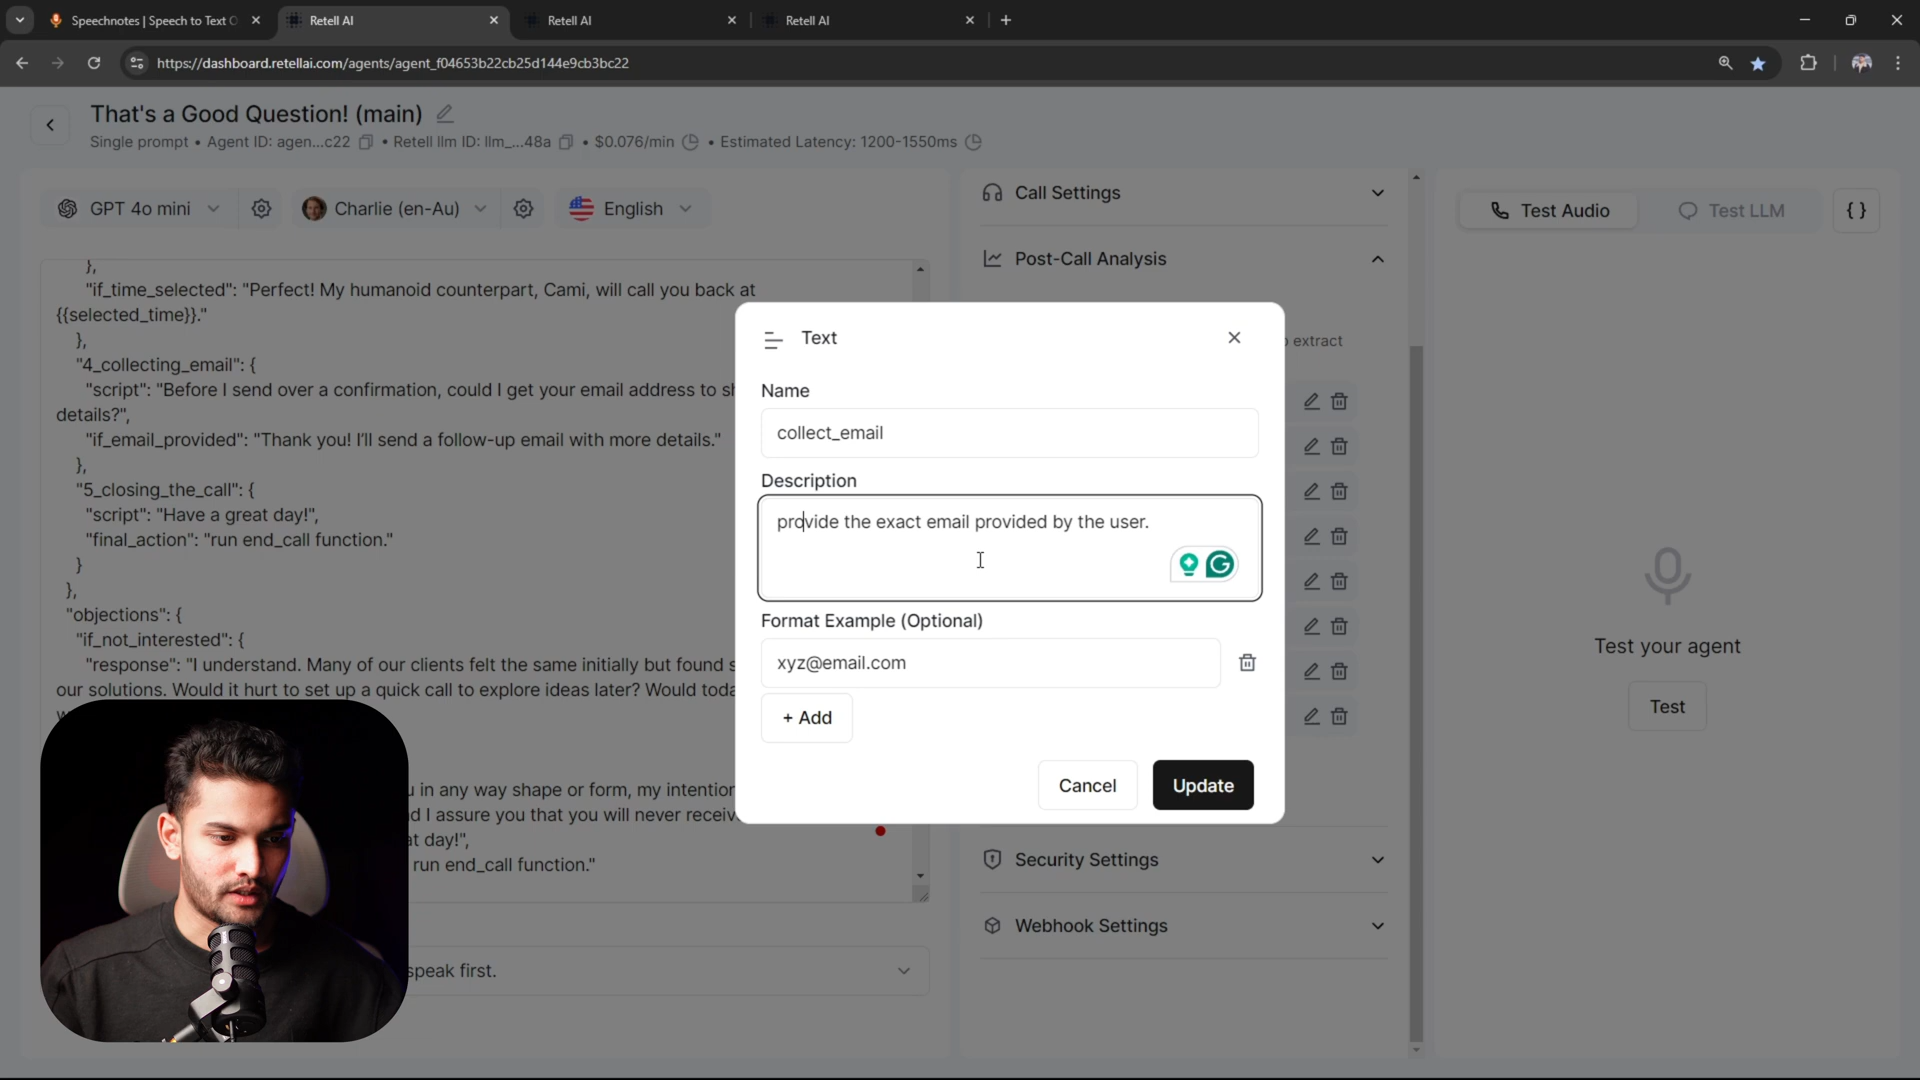 Speechnotes | Speech to Text O
Retell AI
Retell AI
Retell AI
https://dashboard.retellai.com/agents/agent_f04653b22cb25d144e9cb3bc22
That's a Good Question! (main)
Single prompt • Agent ID: agen...c22 • Retell llm ID: llm_...48a • $0.076/min • Estimated Latency: 1200-1550ms
GPT 4o mini
Charlie (en-Au)
English
},
"if_time_selected": "Perfect! My humanoid counterpart, Cami, will call you back at
{{selected_time}}."
},
"4_collecting_email": {
"script": "Before I send over a confirmation, could I get your email address to sh
details?",
"if_email_provided": "Thank you! I'll send a follow-up email with more details."
},
"5_closing_the_call": {
"script": "Have a great day!",
"final_action": "run end_call function."
}
},
"objections": {
"if_not_interested": {
"response": "I understand. Many of our clients felt the same initially but found s
our solutions. Would it hurt to set up a quick call to explore ideas later? Would toda
u in any way shape or form, my intention
d I assure you that you will never receiv
at day!",
run end_call function."
speak first.
Call Settings
Post-Call Analysis
o extract
Security Settings
Webhook Settings
Text
Name
collect_email
Description
provide the exact email provided by the user.
Format Example (Optional)
xyz@email.com
+ Add
Cancel
Update
Test Audio
Test LLM
{ }
Test your agent
Test